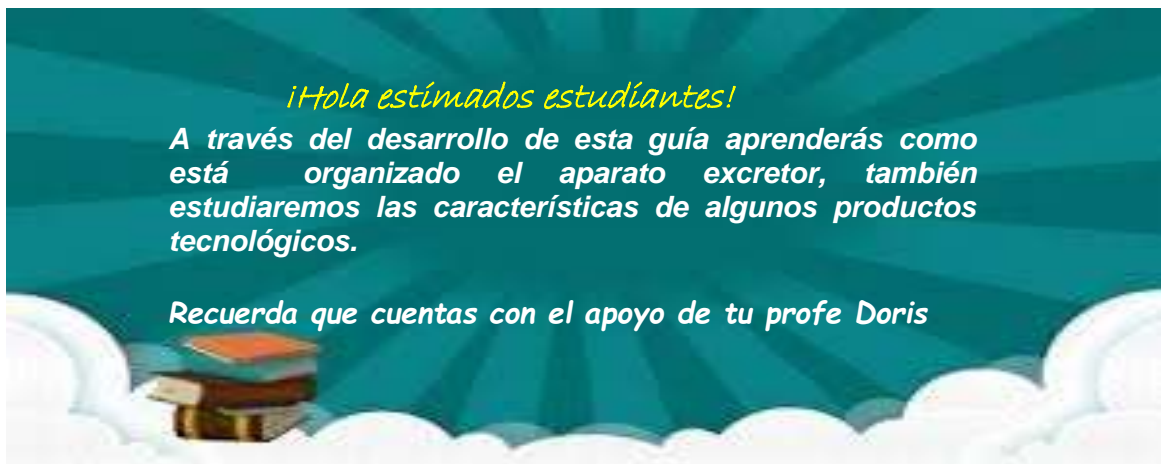 ¡Hola estimados estudiantes!
A través del desarrollo de esta guía aprenderás como
está organizado el aparato excretor, también
estudiaremos las características de algunos productos
tecnológicos.
Recuerda que cuentas con el apoyo de tu profe Doris